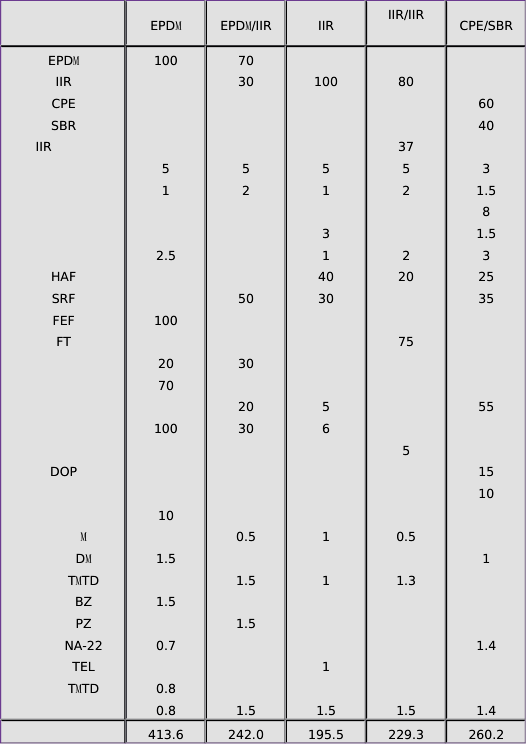 EPDM EPDM/IIR IIR IIR/IIR CPE/SBR
EPDM 100 70
IIR 30 100 80
CPE 60
SBR 40
IIR 37
5 5 5 5 3
1 2 1 2 1.5
8
3 1.5
2.5 1 2 3
HAF 40 20 25
SRF 50 30 35
FEF 100
FT 75
20 30
70
20 5 55
100 30 6
5
DOP 15
10
10
M 0.5 1 0.5
DM 1.5 1
TMTD 1.5 1 1.3
BZ 1.5
PZ 1.5
NA-22 0.7 1.4
TEL 1
TMTD 0.8
0.8 1.5 1.5 1.5 1.4
413.6 242.0 195.5 229.3 260.2